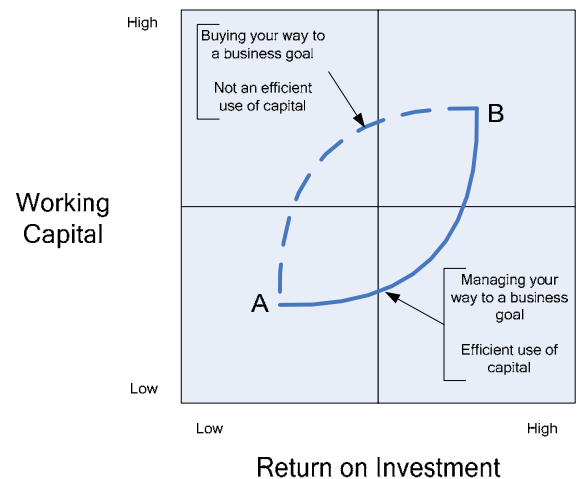 High
Buying your way to
a business goal
Not an efficient
use of capital
B
Working
Capital
A
Managing your
way to a business
goal
Efficient use of
capital
Low
Low
High
Return on Investment